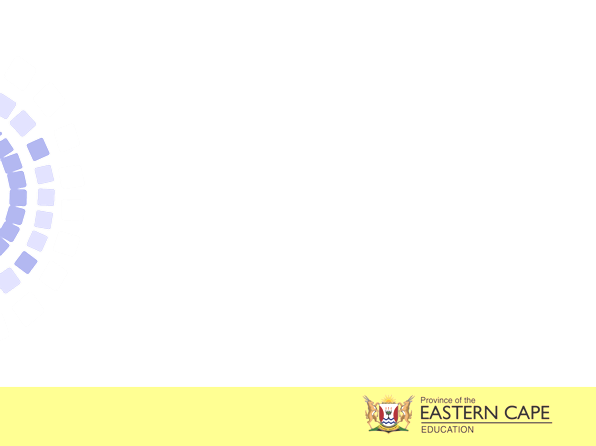 Province of the
EASTERN CAPE
EDUCATION